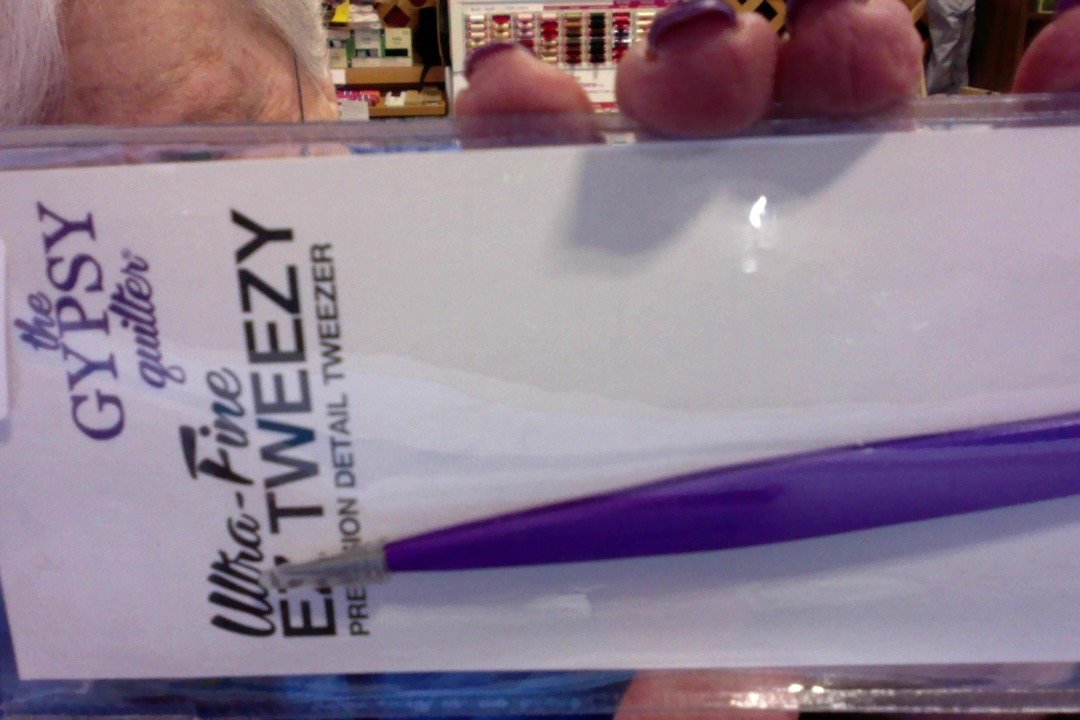 the
GYPSY
quilter®
Ultra-Fine
TWEEZY
DETAIL TWEEZER